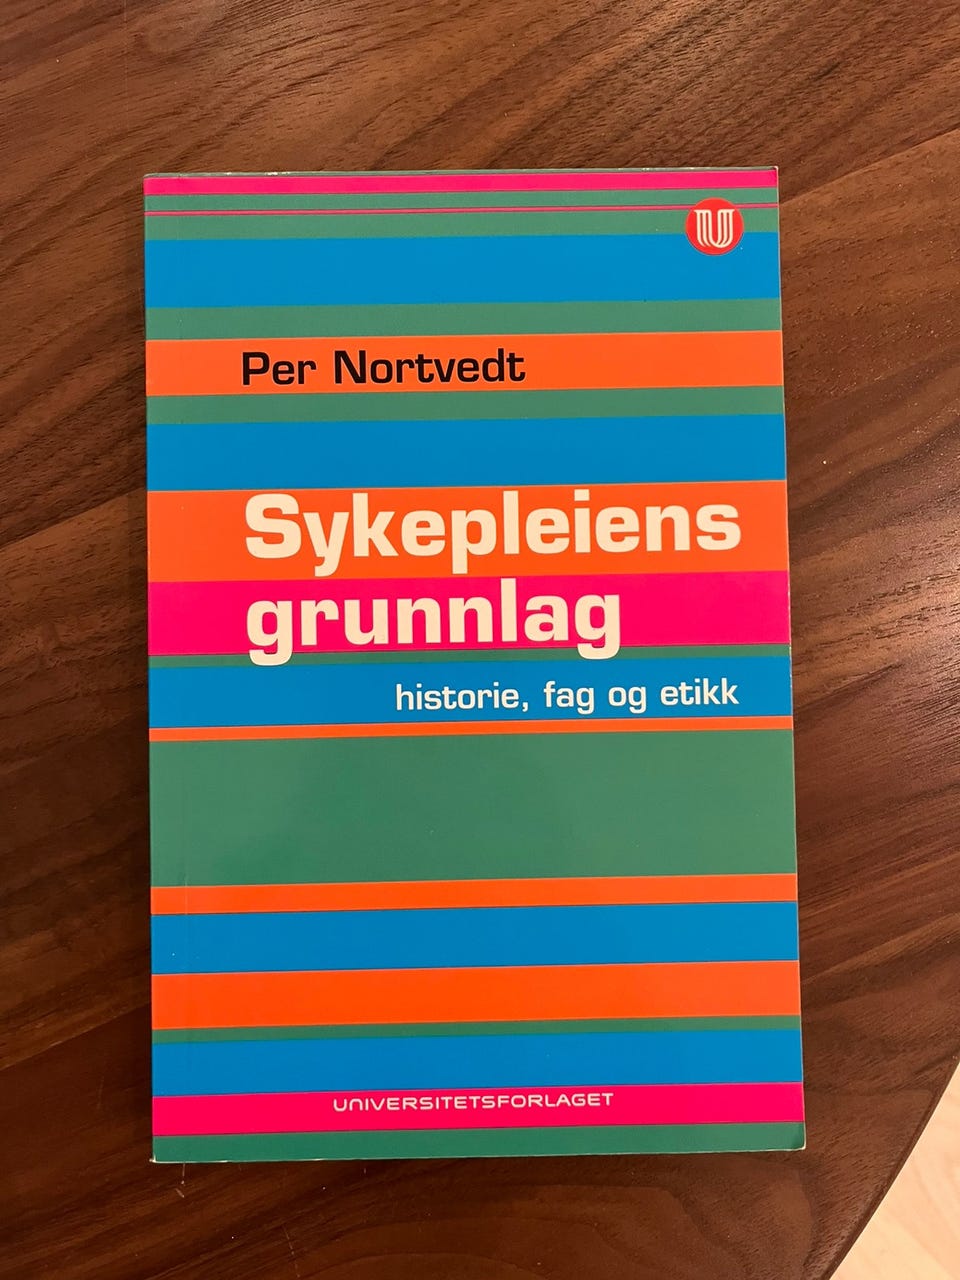 U
Per Nortvedt
Sykepleiens
grunnlag
historie, fag og etikk
UNIVERSITETSFORLAGET